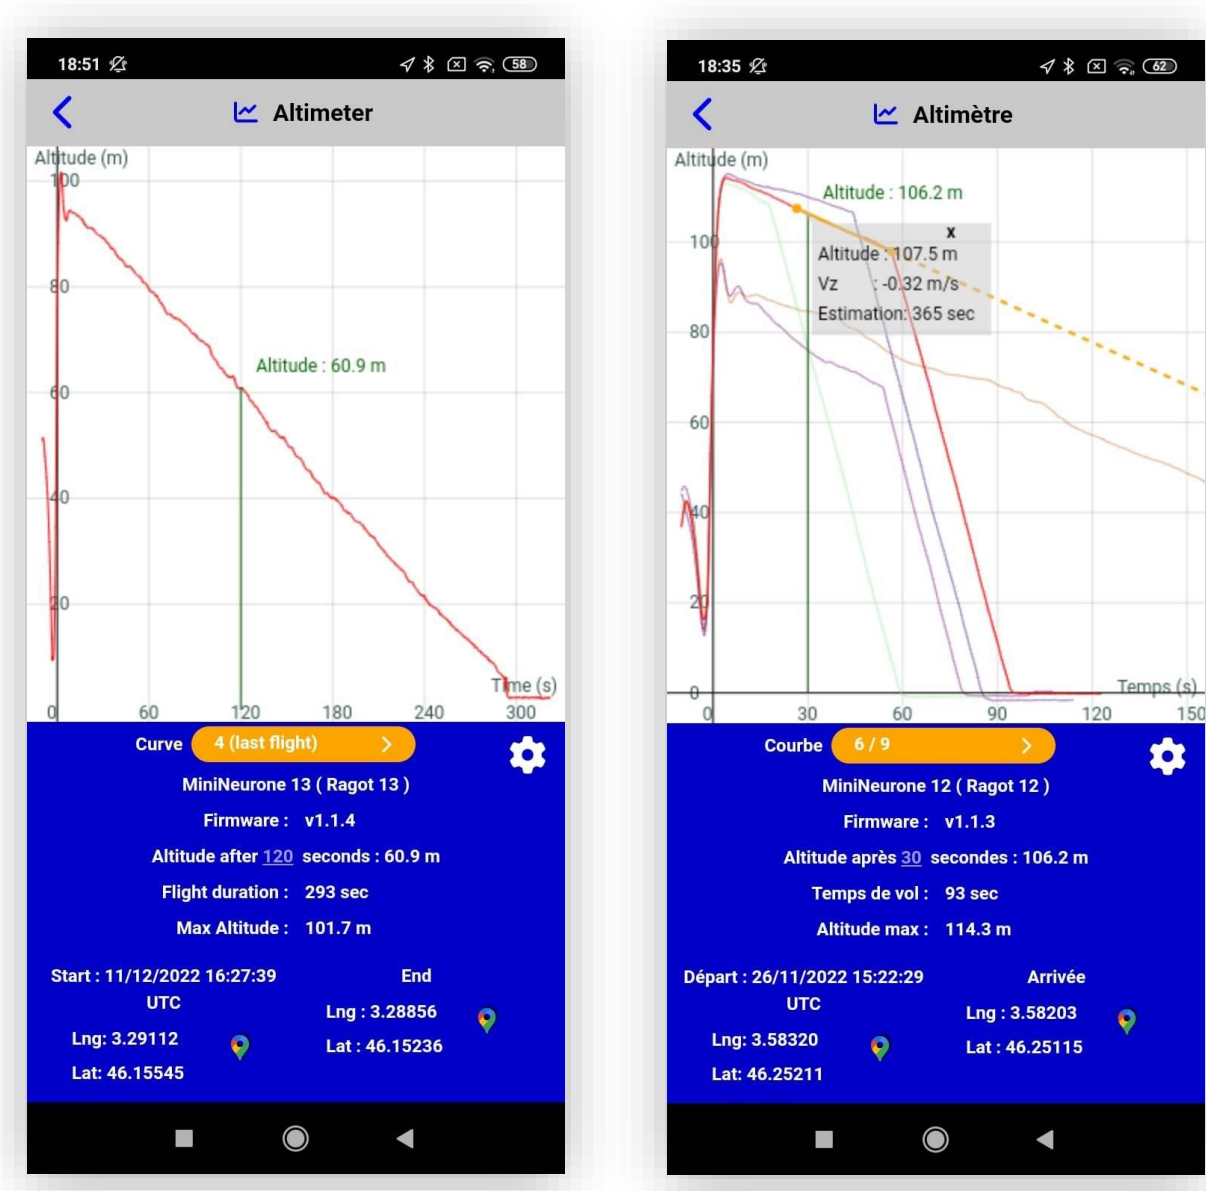 18:51
58
Altimeter
Altitude (m)
100
80
60
40
20
0
Altitude : 60.9 m
Time (s)
60
120
180
240
300
Curve
4 (last flight)
MiniNeurone 13 ( Ragot 13 )
Firmware : v1.1.4
Altitude after 120 seconds : 60.9 m
Flight duration : 293 sec
Max Altitude : 101.7 m
Start : 11/12/2022 16:27:39
UTC
Lng: 3.29112
Lat: 46.15545
End
Lng : 3.28856
Lat : 46.15236
18:35
62
Altimètre
Altitude (m)
Altitude : 106.2 m
x
Altitude : 107.5 m
Vz : -0.32 m/s
Estimation: 365 sec
100
80
60
40
20
0
Temps (s)
0
30
60
90
120
150
Courbe
6 / 9
MiniNeurone 12 ( Ragot 12 )
Firmware : v1.1.3
Altitude après 30 secondes : 106.2 m
Temps de vol : 93 sec
Altitude max : 114.3 m
Départ : 26/11/2022 15:22:29
UTC
Lng: 3.58320
Lat: 46.25211
Arrivée
Lng : 3.58203
Lat : 46.25115